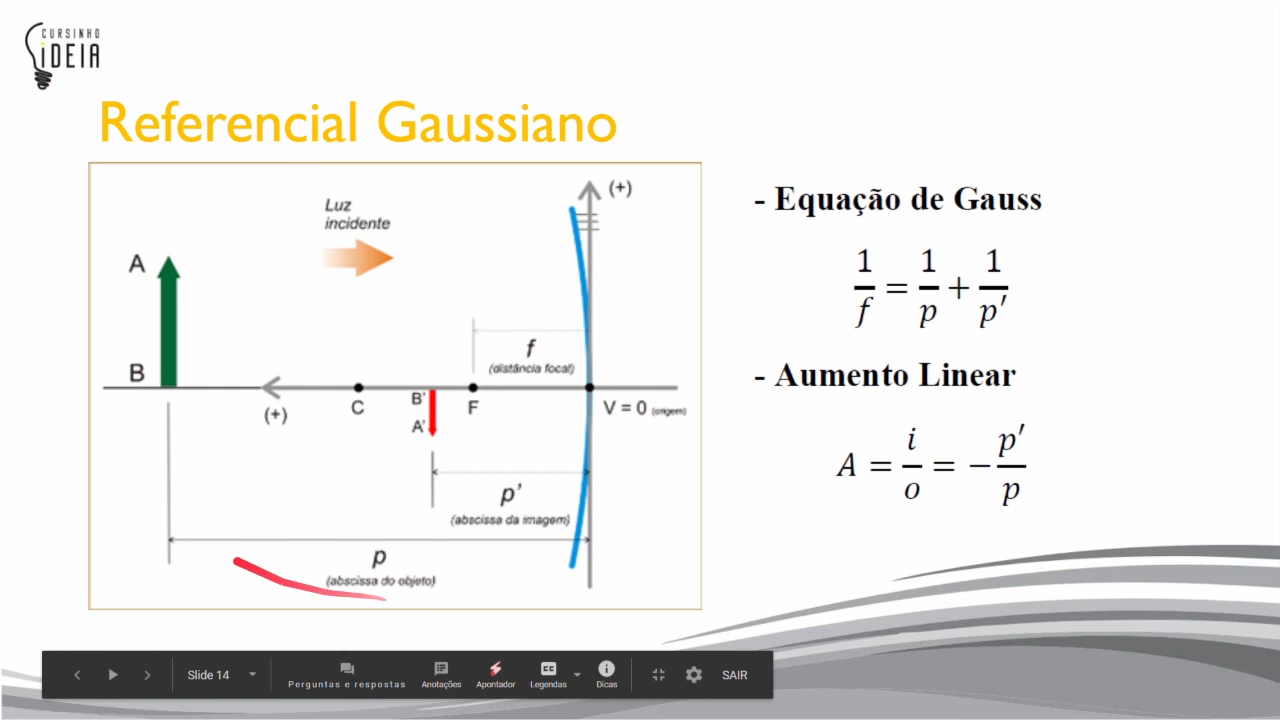 CURSINHO
iDEIA
Referencial Gaussiano
(+)
Luz
incidente
A
B
f
(distância focal)
(+)
C
B'
A'
F
V = 0 (origem)
p'
(abscissa da imagem)
p
(abscissa do objeto)
- Equação de Gauss
1/f = 1/p + 1/p′
- Aumento Linear
A = i/o = − p′/p
Slide 14
Perguntas e respostas
Anotações
Apontador
CC
Legendas
Dicas
SAIR